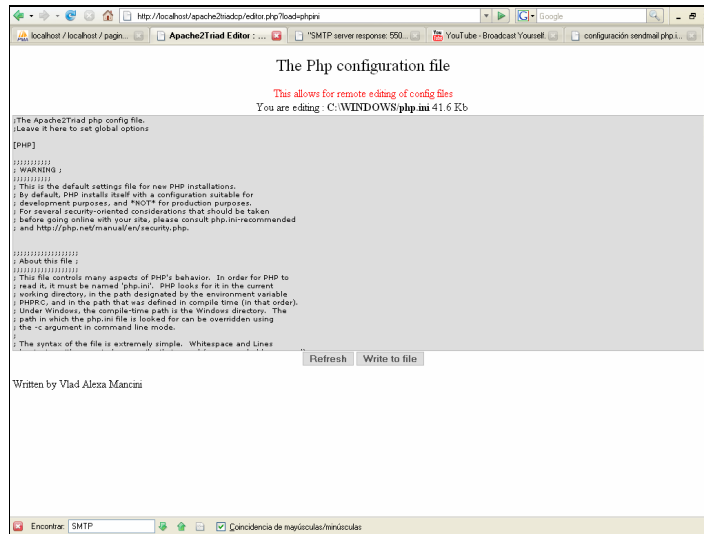 http://localhost/apache2triadcp/editor.php?load=phpini
Google
localhost / localhost / pagin...
Apache2Triad Editor : ...
"SMTP server response: 550...
YouTube - Broadcast Yourself.
configuración sendmail php.i...
The Php configuration file
This allows for remote editing of config files
You are editing : C:\WINDOWS/php.ini 41.6 Kb
;The Apache2Triad php config file.
;Leave it here to set global options
[PHP]
;;;;;;;;;;;
; WARNING ;
;;;;;;;;;;;
; This is the default settings file for new PHP installations.
; By default, PHP installs itself with a configuration suitable for
; development purposes, and *NOT* for production purposes.
; For several security-oriented considerations that should be taken
; before going online with your site, please consult php.ini-recommended
; and http://php.net/manual/en/security.php.
;;;;;;;;;;;;;;;;;;;
; About this file ;
;;;;;;;;;;;;;;;;;;;
; This file controls many aspects of PHP's behavior. In order for PHP to
; read it, it must be named 'php.ini'. PHP looks for it in the current
; working directory, in the path designated by the environment variable
; PHPRC, and in the path that was defined in compile time (in that order).
; Under Windows, the compile-time path is the Windows directory. The
; path in which the php.ini file is looked for can be overridden using
; the -c argument in command line mode.
;
; The syntax of the file is extremely simple. Whitespace and Lines
Refresh Write to file
Written by Vlad Alexa Mancini
Encontrar: SMTP
Coincidencia de mayúsculas/minúsculas